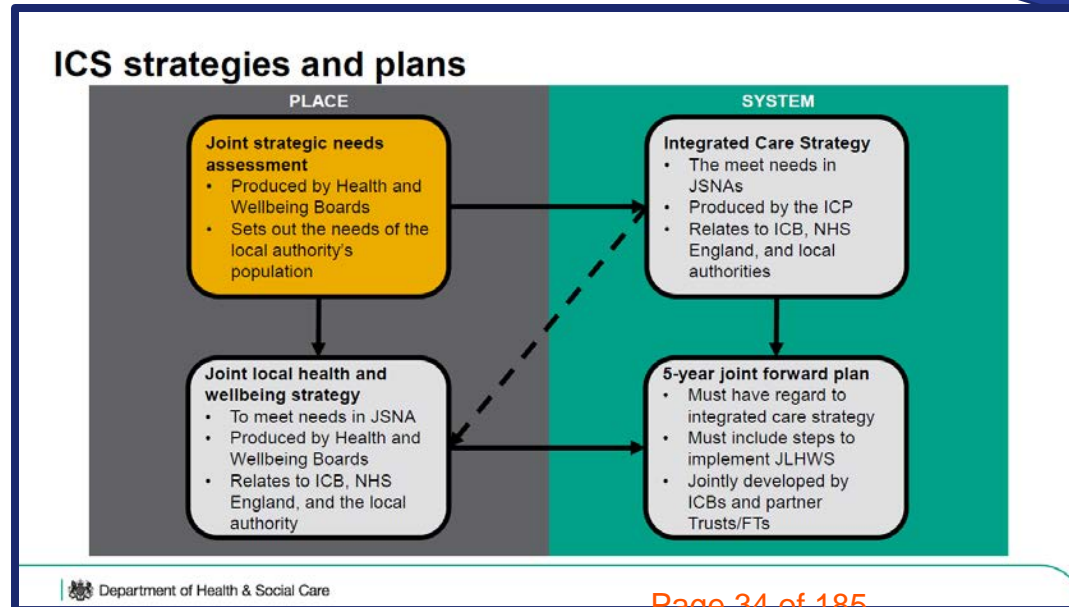 ICS strategies and plans
PLACE
Joint strategic needs
assessment
• Produced by Health and
Wellbeing Boards
• Sets out the needs of the
local authority's
population
Joint local health and
wellbeing strategy
• To meet needs in JSNA
• Produced by Health and
Wellbeing Boards
• Relates to ICB, NHS
England, and the local
authority
SYSTEM
Integrated Care Strategy
• The meet needs in
JSNAs
• Produced by the ICP
• Relates to ICB, NHS
England, and local
authorities
5-year joint forward plan
• Must have regard to
integrated care strategy
• Must include steps to
implement JLHWS
• Jointly developed by
ICBs and partner
Trusts/FTs
Department of Health & Social Care
Page 34 of 185